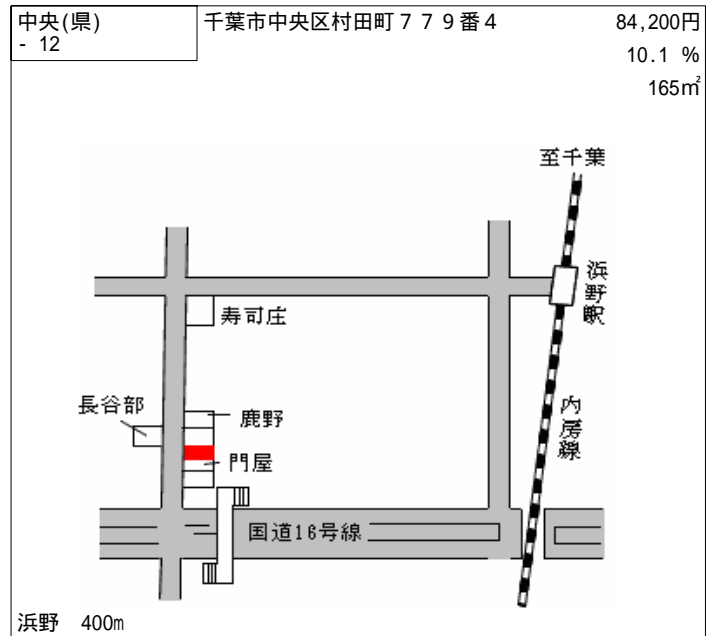 中央(県)
- 12
千葉市中央区村田町７７９番4
84,200円
10.1 %
165㎡
至千葉
浜野駅
寿司庄
長谷部
鹿野
内房線
門屋
国道16号線
浜野 400m